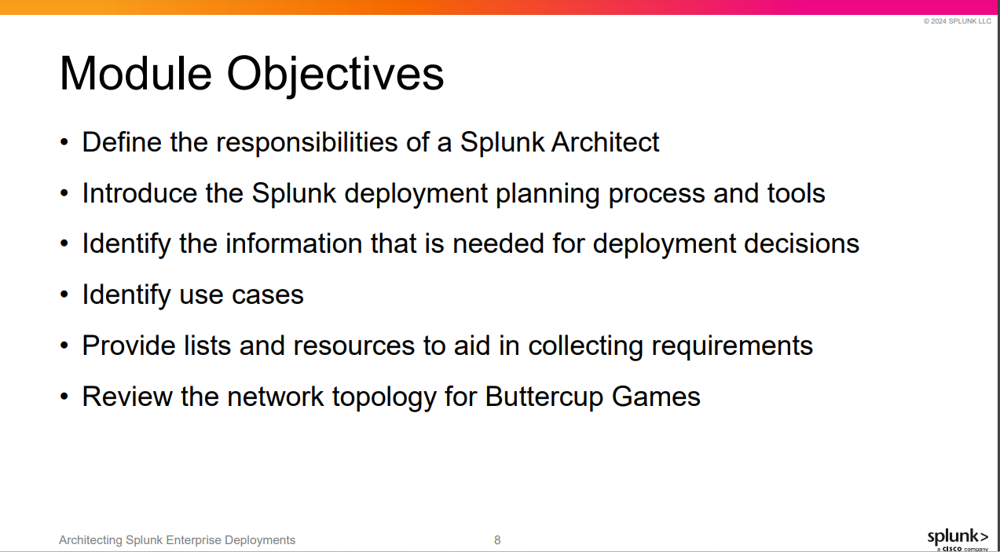 © 2024 SPLUNK LLC
Module Objectives
• Define the responsibilities of a Splunk Architect
• Introduce the Splunk deployment planning process and tools
• Identify the information that is needed for deployment decisions
• Identify use cases
• Provide lists and resources to aid in collecting requirements
• Review the network topology for Buttercup Games
Architecting Splunk Enterprise Deployments
8
splunk>
a cisco company